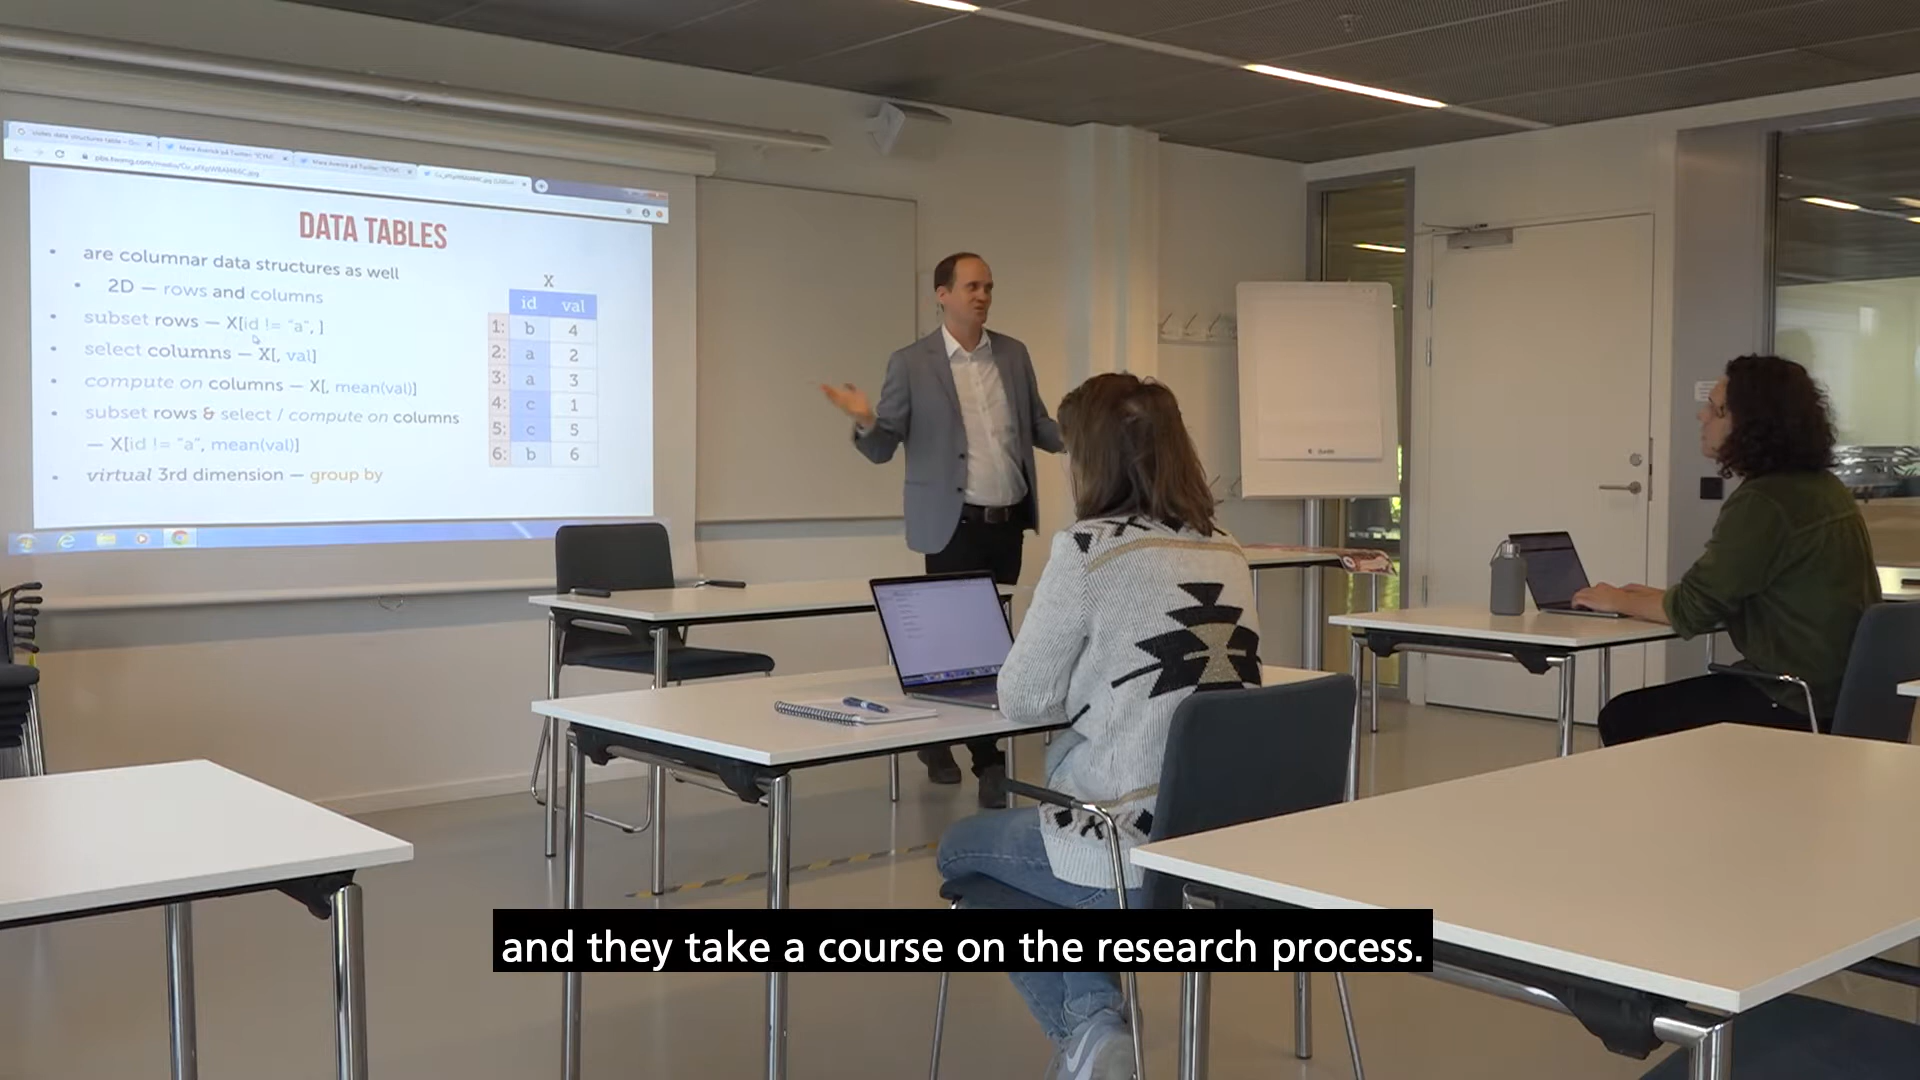 DATA TABLES
• are columnar data structures as well
• 2D — rows and columns
• subset rows — X[id != "a", ]
• select columns — X[, val]
• compute on columns — X[, mean(val)]
• subset rows & select / compute on columns
— X[id != "a", mean(val)]
• virtual 3rd dimension — group by
X
id val
1: b 4
2: a 2
3: a 3
4: c 1
5: c 5
6: b 6
and they take a course on the research process.